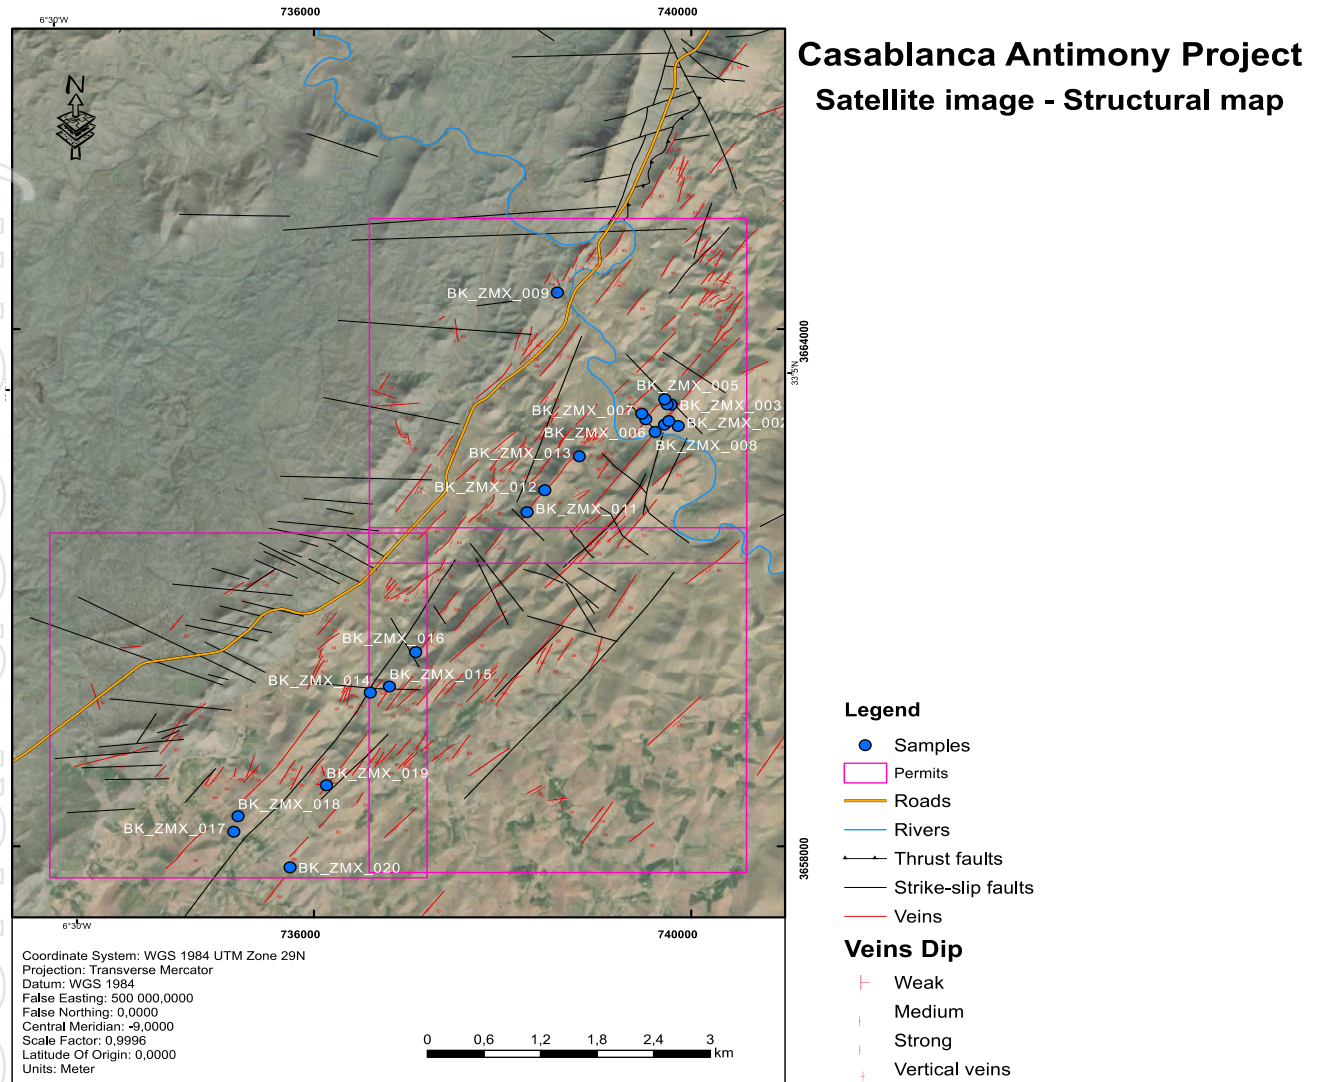 736000
740000
6°30'W
Casablanca Antimony Project
Satellite image - Structural map
N
BK_ZMX_009
3664000
33°5'N
BK_ZMX_005
BK_ZMX_003
BK_ZMX_007
BK_ZMX_002
BK_ZMX_006
BK_ZMX_008
BK_ZMX_013
BK_ZMX_012
BK_ZMX_011
BK_ZMX_016
BK_ZMX_015
BK_ZMX_014
BK_ZMX_019
BK_ZMX_018
BK_ZMX_017
BK_ZMX_020
3658000
6°30'W
736000
740000
Legend
Samples
Permits
Roads
Rivers
Thrust faults
Strike-slip faults
Veins
Veins Dip
Weak
Medium
Strong
Vertical veins
Coordinate System: WGS 1984 UTM Zone 29N
Projection: Transverse Mercator
Datum: WGS 1984
False Easting: 500 000,0000
False Northing: 0,0000
Central Meridian: -9,0000
Scale Factor: 0,9996
Latitude Of Origin: 0,0000
Units: Meter
0 0,6 1,2 1,8 2,4 3
km